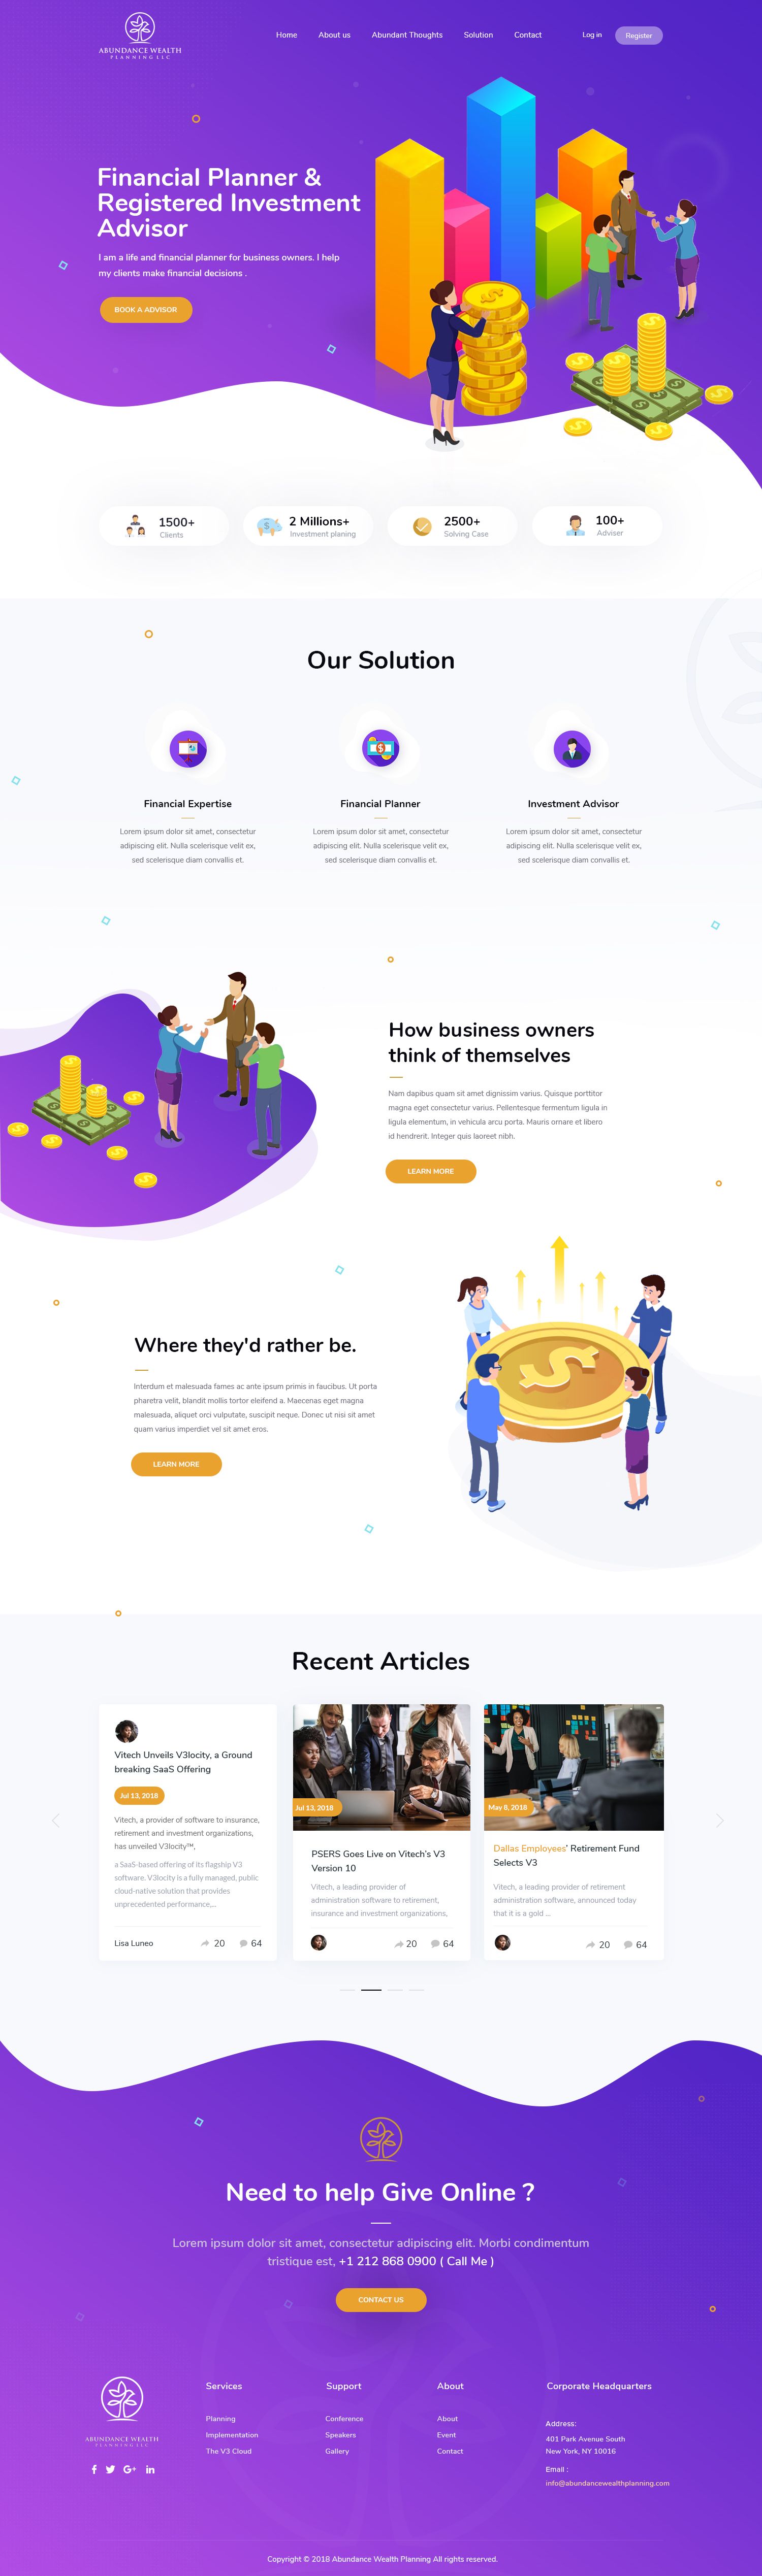 ABUNDANCE WEALTH
PLANNING LLC
Home
About us
Abundant Thoughts
Solution
Contact
Log in
Register
Financial Planner &
Registered Investment
Advisor
I am a life and financial planner for business owners. I help
my clients make financial decisions .
BOOK A ADVISOR
1500+
Clients
2 Millions+
Investment planing
2500+
Solving Case
100+
Adviser
Our Solution
Financial Expertise
Lorem ipsum dolor sit amet, consectetur
adipiscing elit. Nulla scelerisque velit ex,
sed scelerisque diam convallis et.
Financial Planner
Lorem ipsum dolor sit amet, consectetur
adipiscing elit. Nulla scelerisque velit ex,
sed scelerisque diam convallis et.
Investment Advisor
Lorem ipsum dolor sit amet, consectetur
adipiscing elit. Nulla scelerisque velit ex,
sed scelerisque diam convallis et.
How business owners
think of themselves
Nam dapibus quam sit amet dignissim varius. Quisque porttitor
magna eget consectetur varius. Pellentesque fermentum ligula in
ligula elementum, in vehicula arcu porta. Mauris ornare et libero
id hendrerit. Integer quis laoreet nibh.
LEARN MORE
Where they'd rather be.
Interdum et malesuada fames ac ante ipsum primis in faucibus. Ut porta
pharetra velit, blandit mollis tortor eleifend a. Maecenas eget magna
malesuada, aliquet orci vulputate, suscipit neque. Donec ut nisi sit amet
quam varius imperdiet vel sit amet eros.
LEARN MORE
Recent Articles
Vitech Unveils V3locity, a Ground
breaking SaaS Offering
Jul 13, 2018
Vitech, a provider of software to insurance,
retirement and investment organizations,
has unveiled V3locity™,
a SaaS-based offering of its flagship V3
software. V3locity is a fully managed, public
cloud-native solution that provides
unprecedented performance,...
Lisa Luneo
20
64
Jul 13, 2018
PSERS Goes Live on Vitech's V3
Version 10
Vitech, a leading provider of
administration software to retirement,
insurance and investment organizations,
20
64
May 8, 2018
Dallas Employees' Retirement Fund
Selects V3
Vitech, a leading provider of retirement
administration software, announced today
that it is a gold ...
20
64
Need to help Give Online ?
Lorem ipsum dolor sit amet, consectetur adipiscing elit. Morbi condimentum
tristique est, +1 212 868 0900 ( Call Me )
CONTACT US
ABUNDANCE WEALTH
PLANNING LLC
Services
Planning
Implementation
The V3 Cloud
Support
Conference
Speakers
Gallery
About
About
Event
Contact
Corporate Headquarters
Address:
401 Park Avenue South
New York, NY 10016
Email :
info@abundancewealthplanning.com
Copyright © 2018 Abundance Wealth Planning All rights reserved.